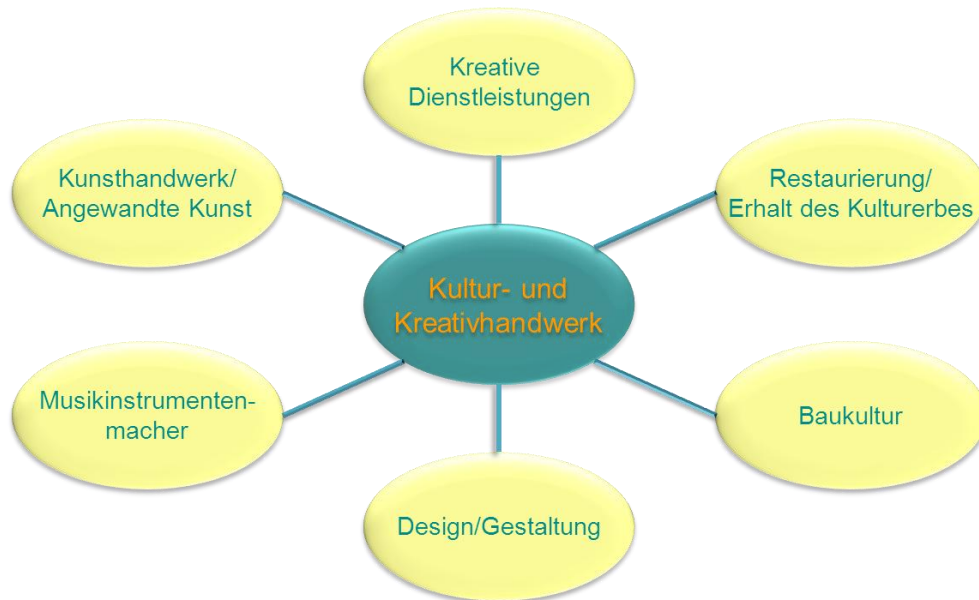 Kreative
Dienstleistungen
Kunsthandwerk/
Angewandte Kunst
Restaurierung/
Erhalt des Kulturerbes
Kultur- und
Kreativhandwerk
Musikinstrumenten-
macher
Baukultur
Design/Gestaltung